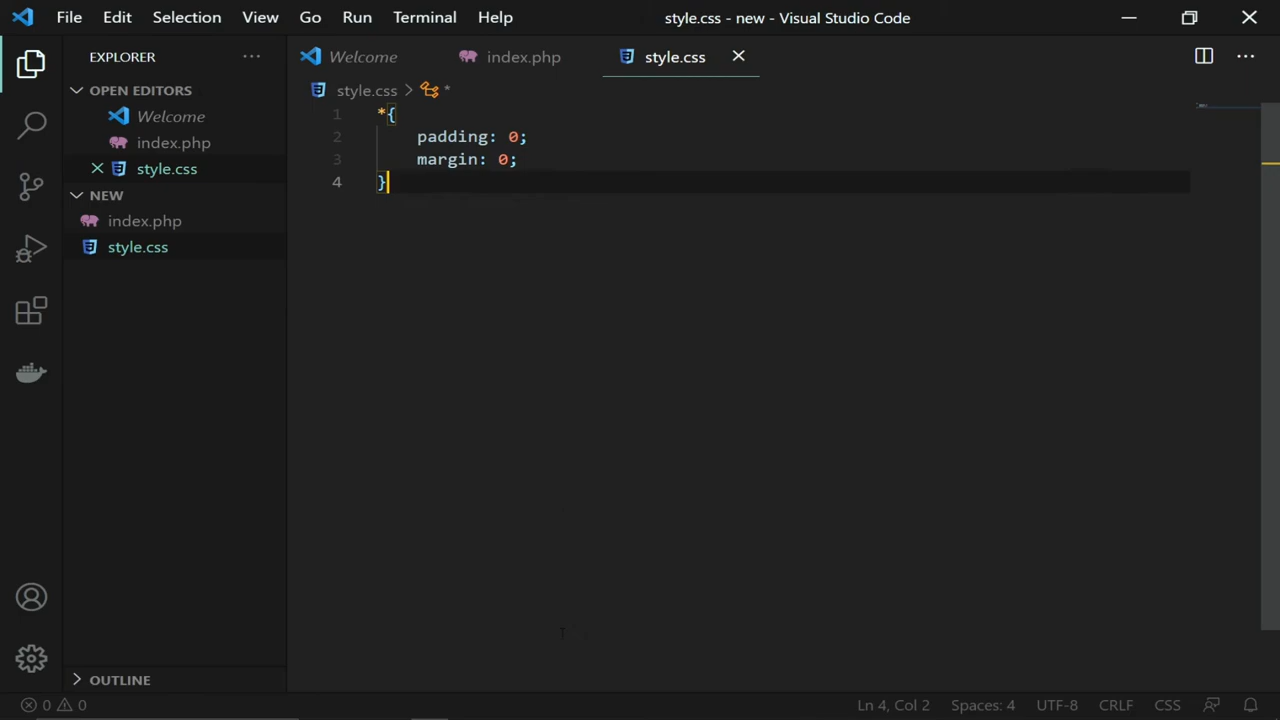 File Edit Selection View Go Run Terminal Help style.css - new - Visual Studio Code
EXPLORER ···
OPEN EDITORS
Welcome
index.php
style.css
NEW
index.php
style.css
OUTLINE
Welcome index.php style.css
style.css > *
1 *{
2 padding: 0;
3 margin: 0;
4 }
0 0 Ln 4, Col 2 Spaces: 4 UTF-8 CRLF CSS